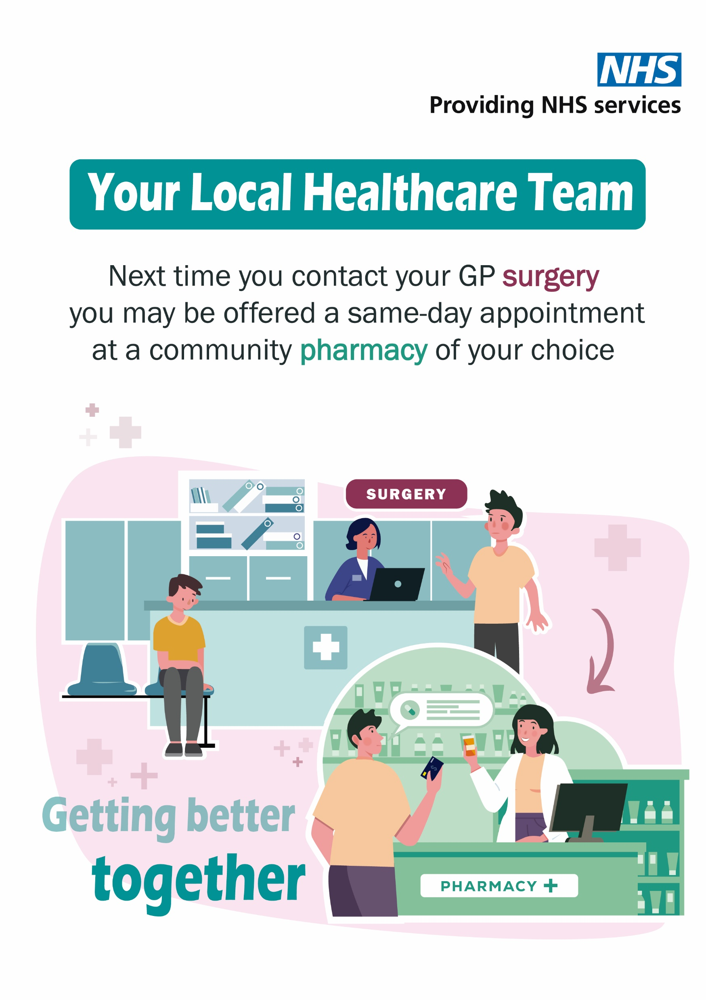 NHS
Providing NHS services
Your Local Healthcare Team
Next time you contact your GP surgery
you may be offered a same-day appointment
at a community pharmacy of your choice
SURGERY
$
Getting better
together
PHARMACY